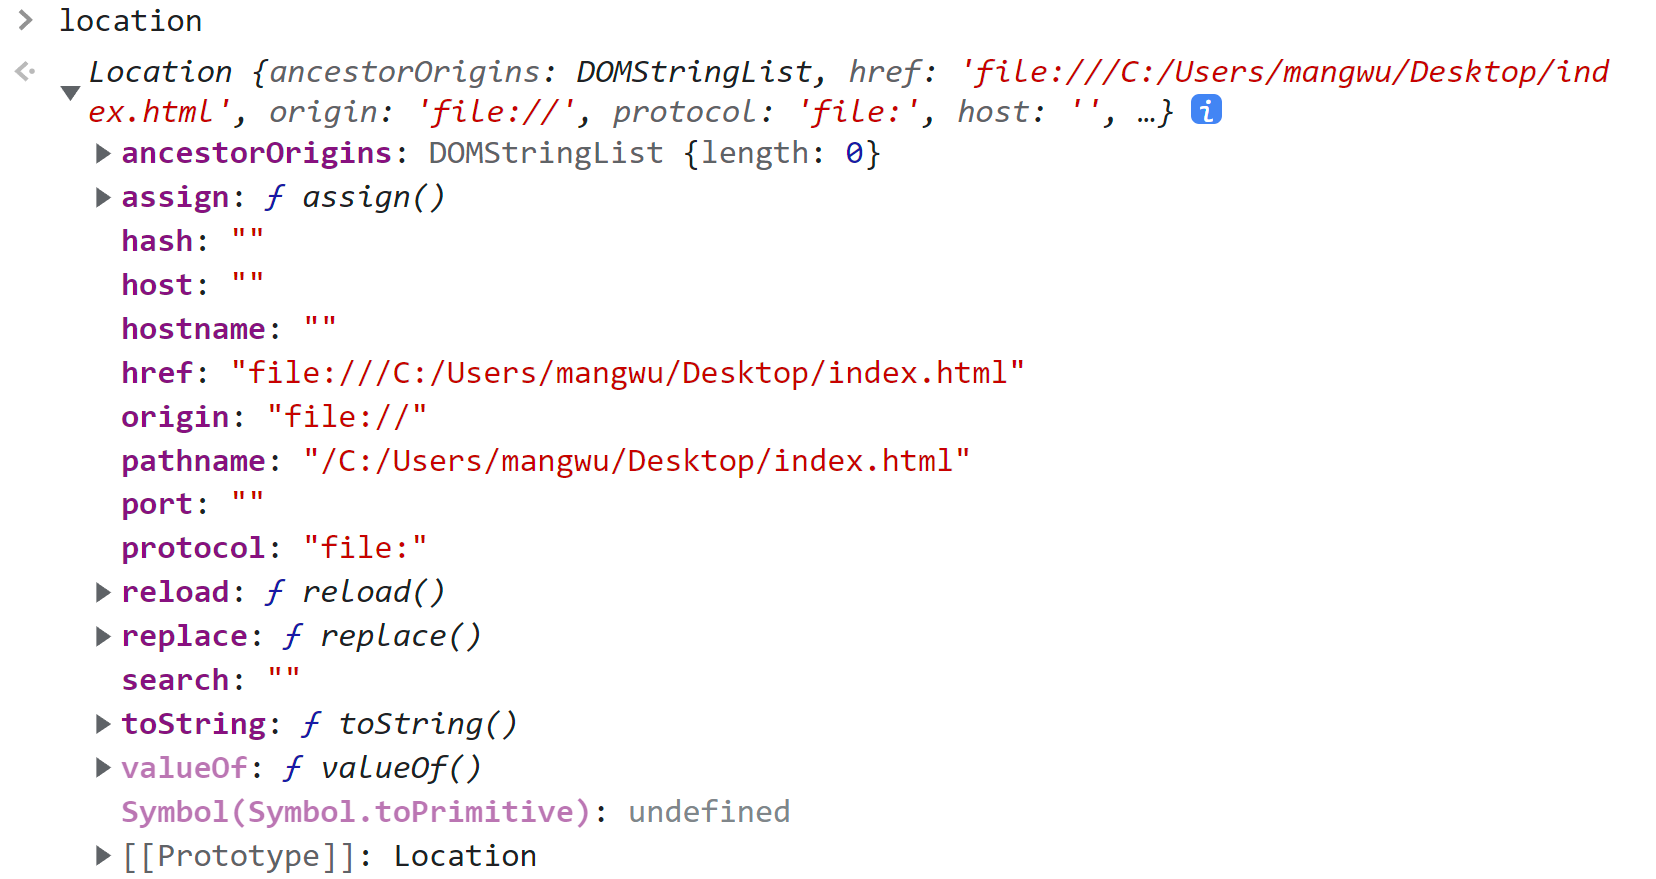 > location
Location {ancestorOrigins: DOMStringList, href: 'file:///C:/Users/mangwu/Desktop/ind
ex.html', origin: 'file://', protocol: 'file:', host: '', …} i
ancestorOrigins: DOMStringList {length: 0}
assign: ƒ assign()
hash: ""
host: ""
hostname: ""
href: "file:///C:/Users/mangwu/Desktop/index.html"
origin: "file://"
pathname: "/C:/Users/mangwu/Desktop/index.html"
port: ""
protocol: "file:"
reload: ƒ reload()
replace: ƒ replace()
search: ""
toString: ƒ toString()
valueOf: ƒ valueOf()
Symbol(Symbol.toPrimitive): undefined
[[Prototype]]: Location